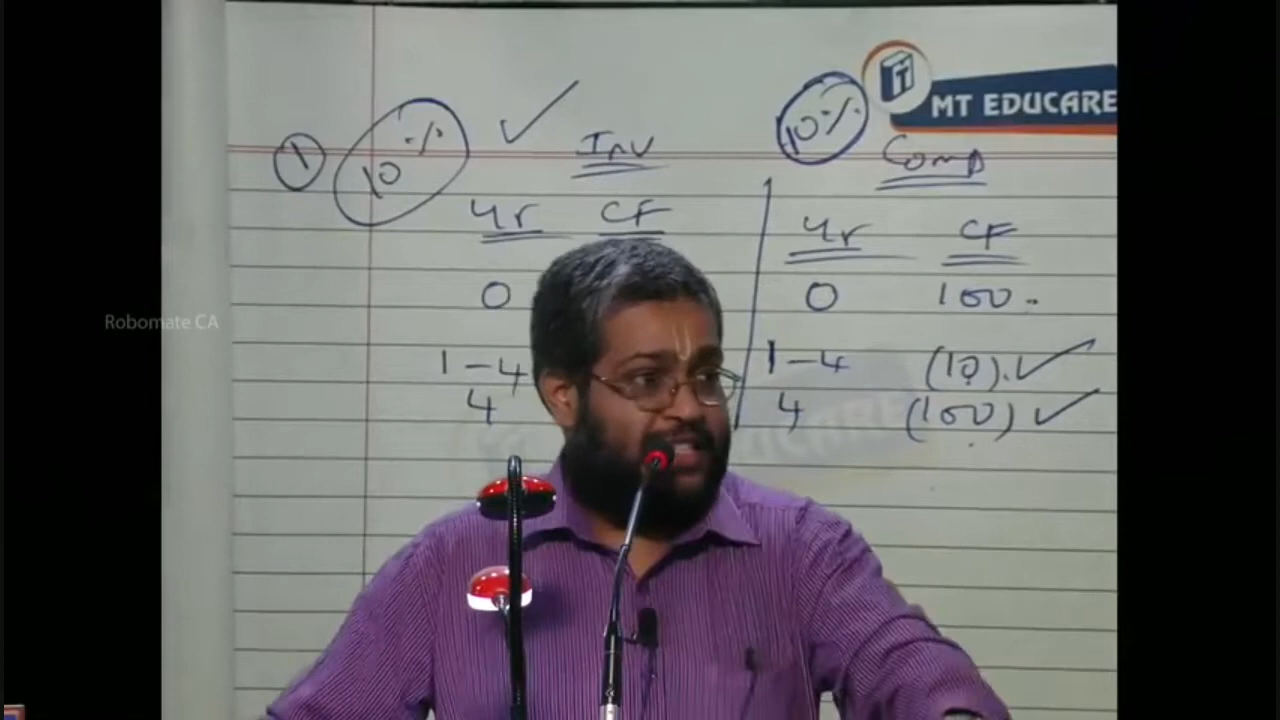 MT EDUCARE
① 10% ✓ Inv
10% Comp
Yr CF
Yr CF
0
0 100
1-4
1-4 (10) ✓
4
4 (100) ✓
Robomate CA
EDUCARE